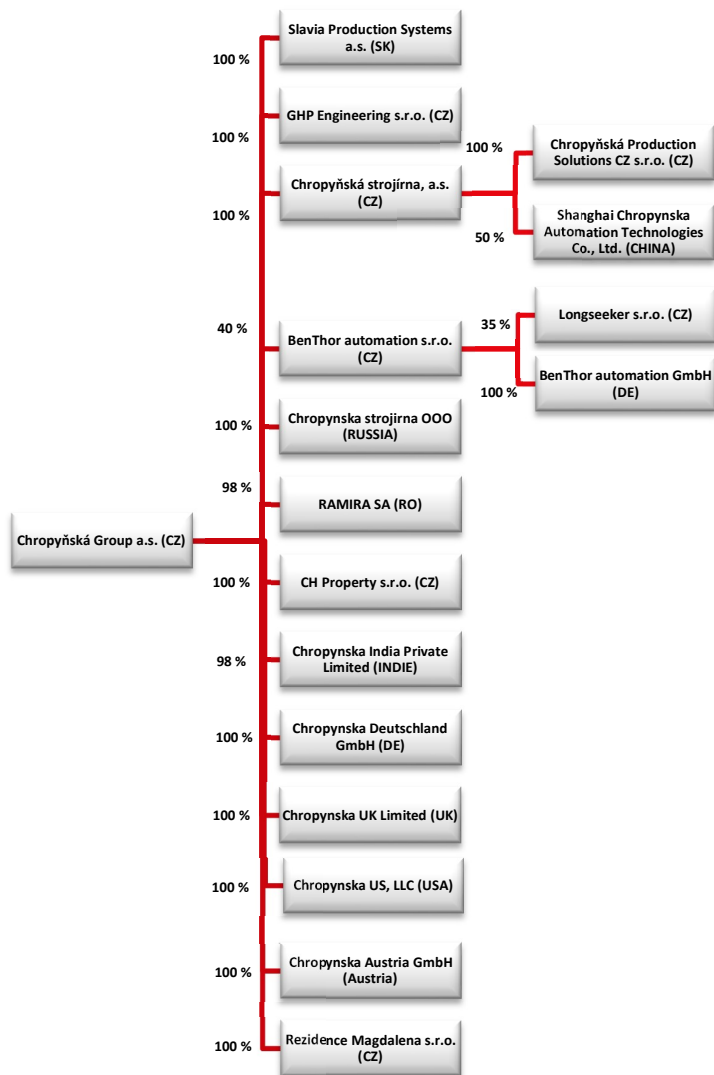 Slavia Production Systems
a.s. (SK)
100 %
GHP Engineering s.r.o. (CZ)
100 %
Chropyňská strojírna, a.s.
(CZ)
100 %
100 %
Chropyňská Production
Solutions CZ s.r.o. (CZ)
50 %
Shanghai Chropynska
Automation Technologies
Co., Ltd. (CHINA)
40 %
BenThor automation s.r.o.
(CZ)
35 %
Longseeker s.r.o. (CZ)
100 %
BenThor automation GmbH
(DE)
100 %
Chropynska strojirna OOO
(RUSSIA)
98 %
RAMIRA SA (RO)
Chropyňská Group a.s. (CZ)
100 %
CH Property s.r.o. (CZ)
98 %
Chropynska India Private
Limited (INDIE)
100 %
Chropynska Deutschland
GmbH (DE)
100 %
Chropynska UK Limited (UK)
100 %
Chropynska US, LLC (USA)
100 %
Chropynska Austria GmbH
(Austria)
100 %
Rezidence Magdalena s.r.o.
(CZ)